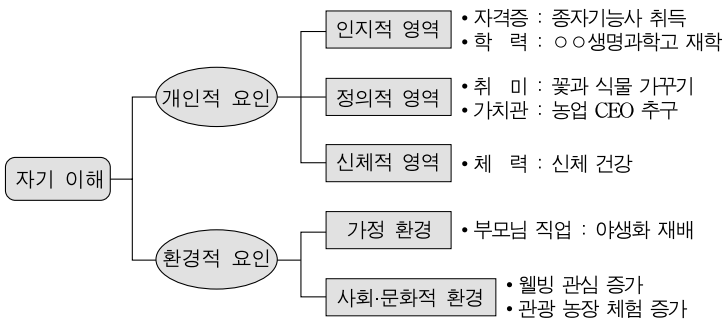 자기 이해
개인적 요인
인지적 영역
• 자격증 : 종자기능사 취득
• 학 력 : ○○생명과학고 재학
정의적 영역
• 취 미 : 꽃과 식물 가꾸기
• 가치관 : 농업 CEO 추구
신체적 영역
• 체 력 : 신체 건강
환경적 요인
가정 환경
• 부모님 직업 : 야생화 재배
사회·문화적 환경
• 웰빙 관심 증가
• 관광 농장 체험 증가